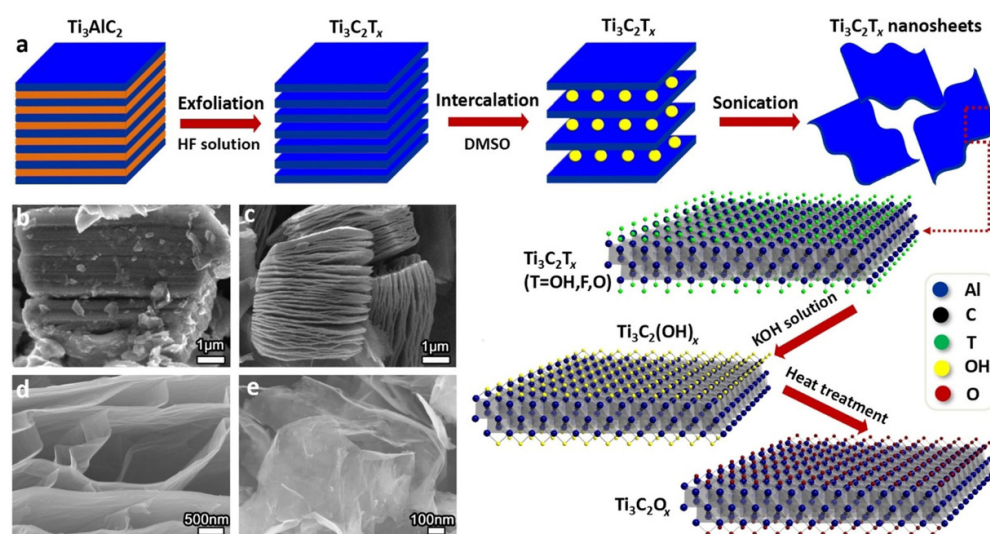 a
Ti₃AlC₂
Ti₃C₂Tₓ
Ti₃C₂Tₓ
Ti₃C₂Tₓ nanosheets
Exfoliation
HF solution
Intercalation
DMSO
Sonication
b
1μm
c
1μm
d
500nm
e
100nm
Ti₃C₂Tₓ
(T=OH,F,O)
KOH solution
Ti₃C₂(OH)ₓ
Heat treatment
Ti₃C₂Oₓ
Al
C
T
OH
O